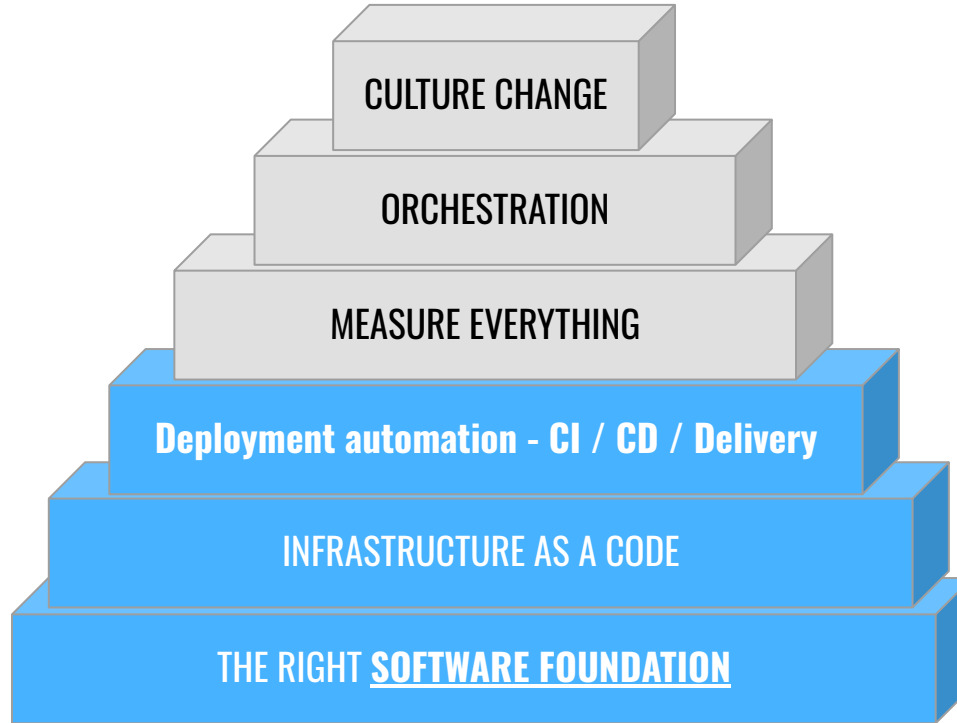 CULTURE CHANGE
ORCHESTRATION
MEASURE EVERYTHING
Deployment automation - CI / CD / Delivery
INFRASTRUCTURE AS A CODE
THE RIGHT SOFTWARE FOUNDATION